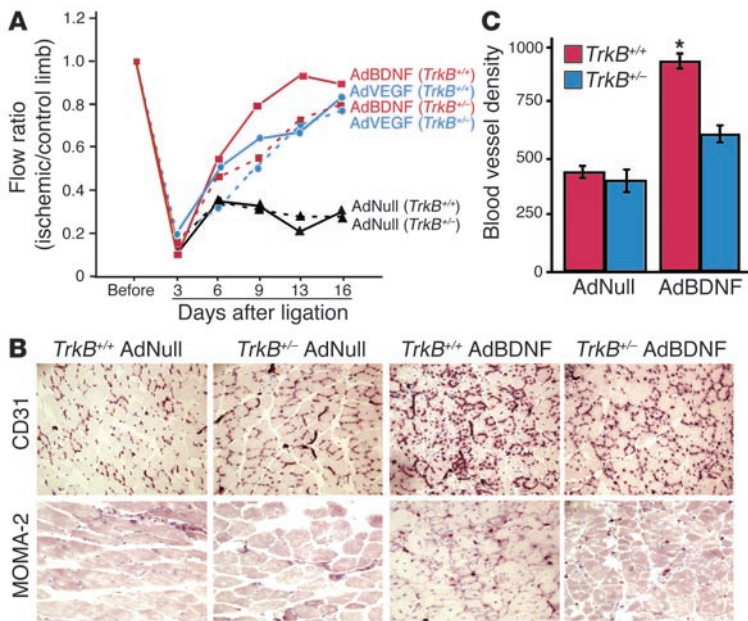 A
1.2
1.0
0.8
0.6
0.4
0.2
0
Flow ratio
(ischemic/control limb)
AdBDNF (TrkB+/+)
AdVEGF (TrkB+/+)
AdBDNF (TrkB+/–)
AdVEGF (TrkB+/–)
AdNull (TrkB+/+)
AdNull (TrkB+/–)
Before 3 6 9 13 16
Days after ligation
C
1000
750
500
250
0
Blood vessel density
TrkB+/+
TrkB+/–
*
AdNull AdBDNF
B
TrkB+/+ AdNull TrkB+/– AdNull TrkB+/+ AdBDNF TrkB+/– AdBDNF
CD31
MOMA-2